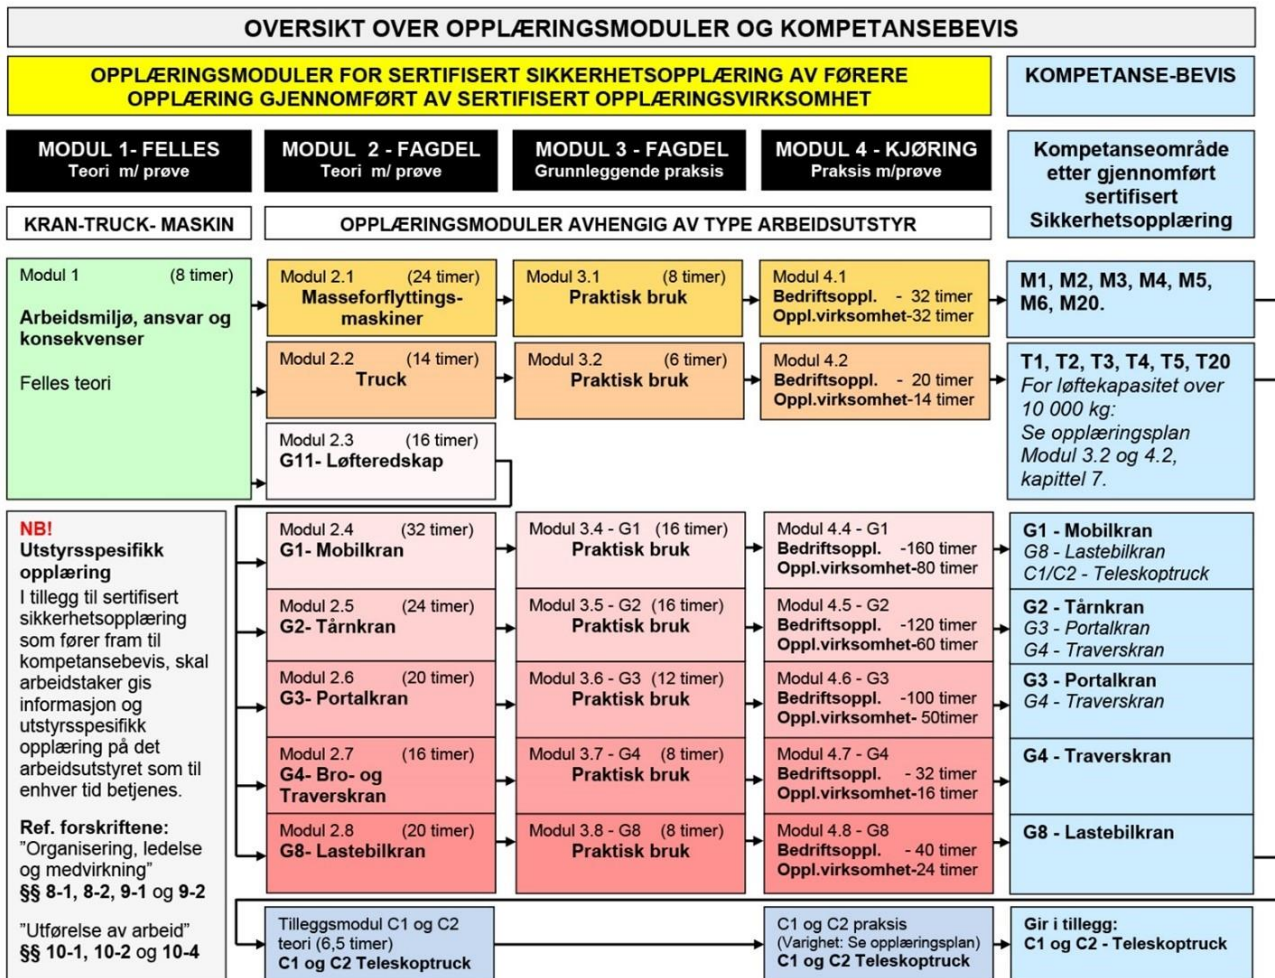 OVERSIKT OVER OPPLÆRINGSMODULER OG KOMPETANSEBEVIS
OPPLÆRINGSMODULER FOR SERTIFISERT SIKKERHETSOPPLÆRING AV FØRERE
OPPLÆRING GJENNOMFØRT AV SERTIFISERT OPPLÆRINGSVIRKSOMHET
KOMPETANSE-BEVIS
MODUL 1- FELLES
Teori m/ prøve
MODUL 2 - FAGDEL
Teori m/ prøve
MODUL 3 - FAGDEL
Grunnleggende praksis
MODUL 4 - KJØRING
Praksis m/prøve
Kompetanseområde
etter gjennomført
sertifisert
Sikkerhetsopplæring
KRAN-TRUCK- MASKIN
OPPLÆRINGSMODULER AVHENGIG AV TYPE ARBEIDSUTSTYR
Modul 1 (8 timer)
Arbeidsmiljø, ansvar og
konsekvenser
Felles teori
Modul 2.1 (24 timer)
Masseforflyttings-
maskiner
Modul 3.1 (8 timer)
Praktisk bruk
Modul 4.1
Bedriftsoppl. - 32 timer
Oppl.virksomhet-32 timer
M1, M2, M3, M4, M5,
M6, M20.
Modul 2.2 (14 timer)
Truck
Modul 3.2 (6 timer)
Praktisk bruk
Modul 4.2
Bedriftsoppl. - 20 timer
Oppl.virksomhet-14 timer
T1, T2, T3, T4, T5, T20
For løftekapasitet over
10 000 kg:
Se opplæringsplan
Modul 3.2 og 4.2,
kapittel 7.
Modul 2.3 (16 timer)
G11- Løfteredskap
NB!
Utstyrsspesifikk
opplæring
I tillegg til sertifisert
sikkerhetsopplæring
som fører fram til
kompetansebevis, skal
arbeidstaker gis
informasjon og
utstyrsspesifikk
opplæring på det
arbeidsutstyret som til
enhver tid betjenes.
Ref. forskriftene:
"Organisering, ledelse
og medvirkning"
§§ 8-1, 8-2, 9-1 og 9-2
"Utførelse av arbeid"
§§ 10-1, 10-2 og 10-4
Modul 2.4 (32 timer)
G1- Mobilkran
Modul 3.4 - G1 (16 timer)
Praktisk bruk
Modul 4.4 - G1
Bedriftsoppl. -160 timer
Oppl.virksomhet-80 timer
G1 - Mobilkran
G8 - Lastebilkran
C1/C2 - Teleskoptruck
Modul 2.5 (24 timer)
G2- Tårnkran
Modul 3.5 - G2 (16 timer)
Praktisk bruk
Modul 4.5 - G2
Bedriftsoppl. -120 timer
Oppl.virksomhet-60 timer
G2 - Tårnkran
G3 - Portalkran
G4 - Traverskran
Modul 2.6 (20 timer)
G3- Portalkran
Modul 3.6 - G3 (12 timer)
Praktisk bruk
Modul 4.6 - G3
Bedriftsoppl. -100 timer
Oppl.virksomhet- 50timer
G3 - Portalkran
G4 - Traverskran
Modul 2.7 (16 timer)
G4- Bro- og
Traverskran
Modul 3.7 - G4 (8 timer)
Praktisk bruk
Modul 4.7 - G4
Bedriftsoppl. - 32 timer
Oppl.virksomhet-16 timer
G4 - Traverskran
Modul 2.8 (20 timer)
G8- Lastebilkran
Modul 3.8 - G8 (8 timer)
Praktisk bruk
Modul 4.8 - G8
Bedriftsoppl. - 40 timer
Oppl.virksomhet-24 timer
G8 - Lastebilkran
Tilleggsmodul C1 og C2
teori (6,5 timer)
C1 og C2 Teleskoptruck
C1 og C2 praksis
(Varighet: Se opplæringsplan)
C1 og C2 Teleskoptruck
Gir i tillegg:
C1 og C2 - Teleskoptruck